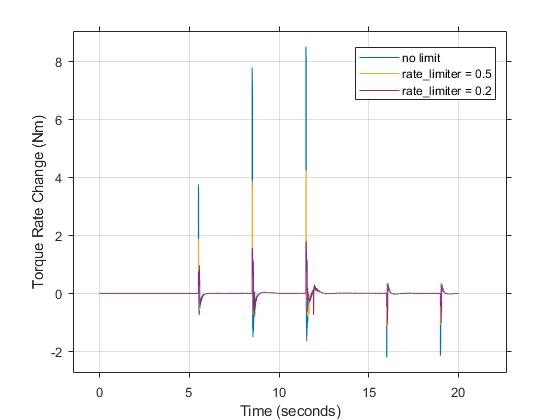 no limit
rate_limiter = 0.5
rate_limiter = 0.2
8
6
4
2
0
-2
Torque Rate Change (Nm)
0
5
10
15
20
Time (seconds)